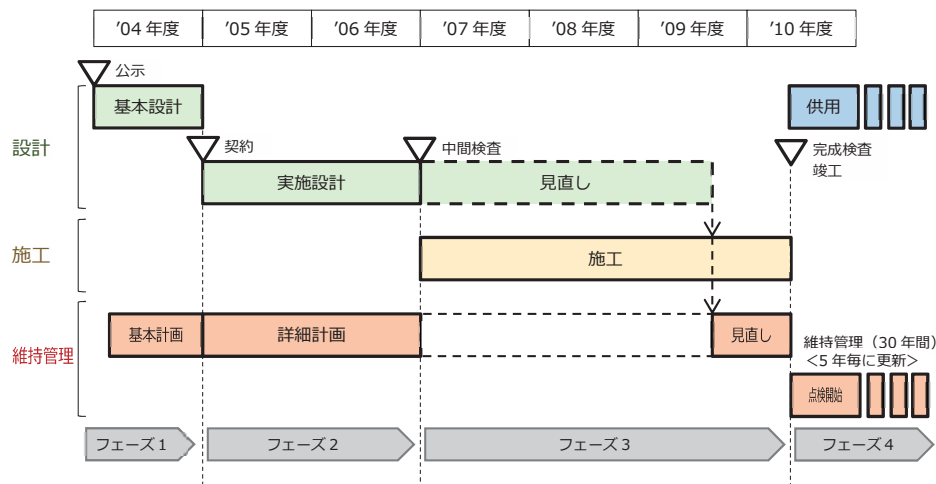 ’04 年度
’05 年度
’06 年度
’07 年度
’08 年度
’09 年度
’10 年度
公示
基本設計
供用
設計
契約
中間検査
完成検査
竣工
実施設計
見直し
施工
施工
維持管理
基本計画
詳細計画
見直し
維持管理（30 年間）
＜5 年毎に更新＞
点検開始
フェーズ 1
フェーズ 2
フェーズ 3
フェーズ 4